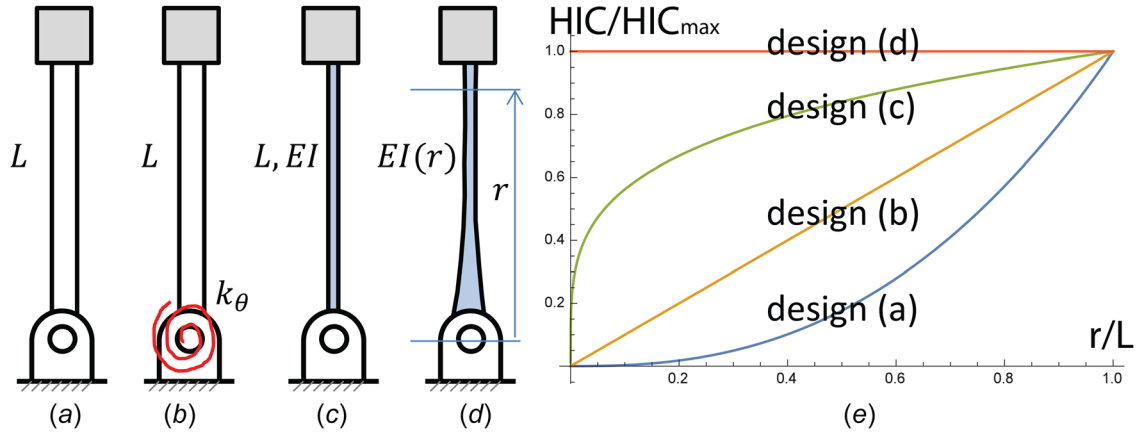 L
(a)
L
kθ
(b)
L, EI
(c)
EI(r)
r
(d)
HIC/HICmax
1.0
0.8
0.6
0.4
0.2
design (d)
design (c)
design (b)
design (a)
r/L
0.2
0.4
0.6
0.8
1.0
(e)